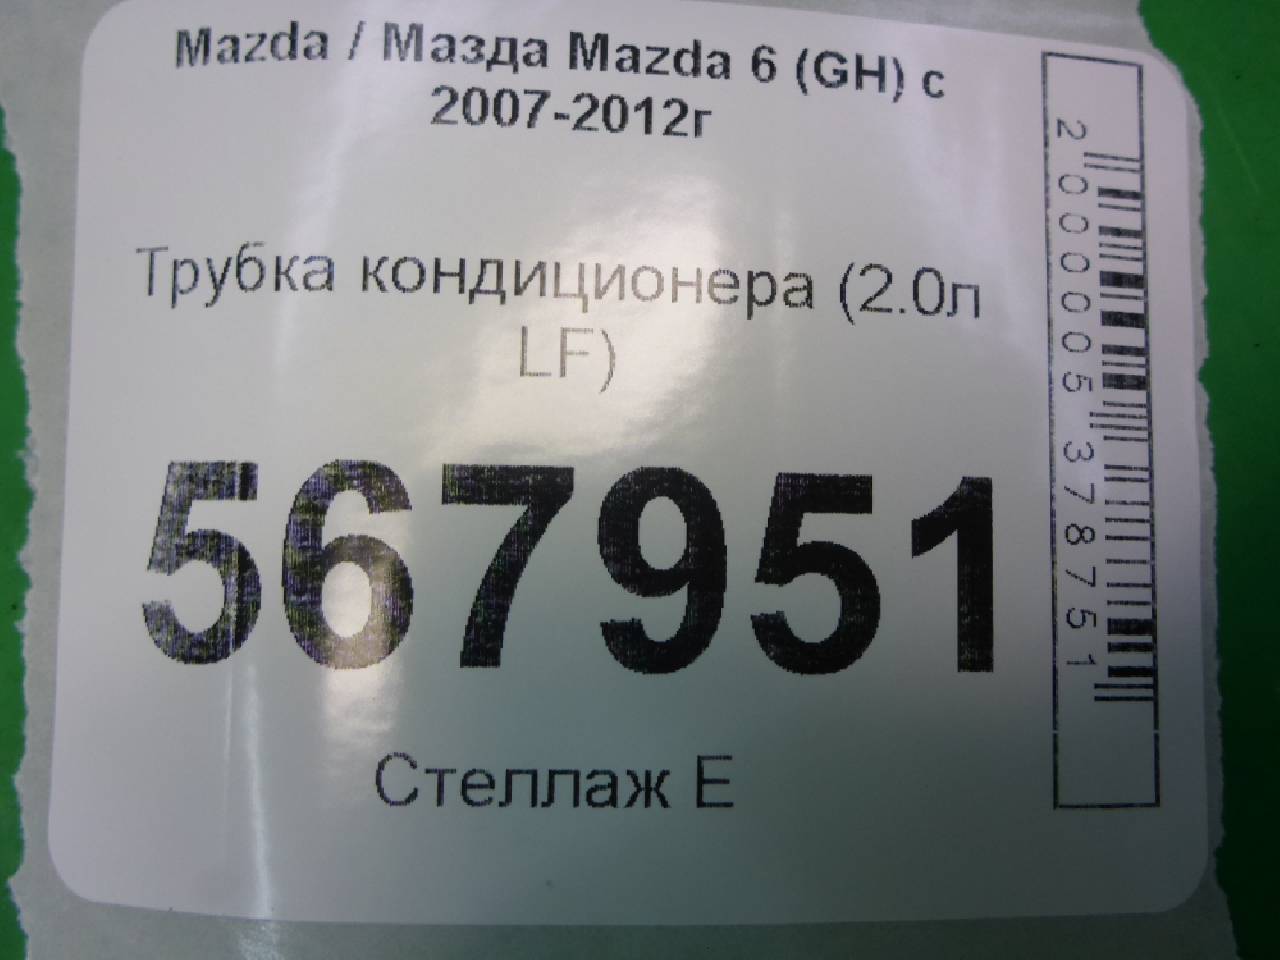 Mazda / Мазда Mazda 6 (GH) с
2007-2012г
Трубка кондиционера (2.0л
LF)
567951
Стеллаж Е
2000005378751